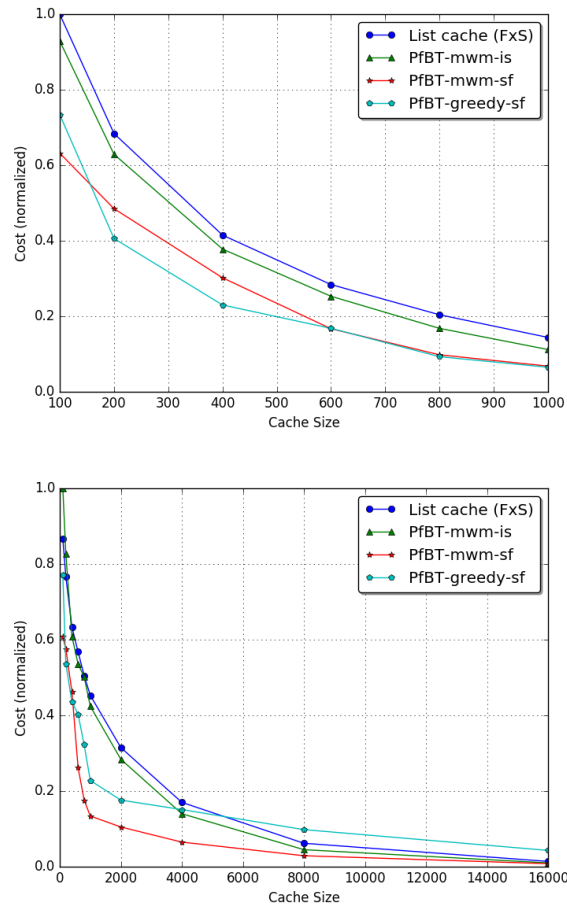 1.0
0.8
0.6
0.4
0.2
0.0
Cost (normalized)
List cache (FxS)
PfBT-mwm-is
PfBT-mwm-sf
PfBT-greedy-sf
100 200 300 400 500 600 700 800 900 1000
Cache Size
1.0
0.8
0.6
0.4
0.2
0.0
Cost (normalized)
List cache (FxS)
PfBT-mwm-is
PfBT-mwm-sf
PfBT-greedy-sf
0 2000 4000 6000 8000 10000 12000 14000 16000
Cache Size